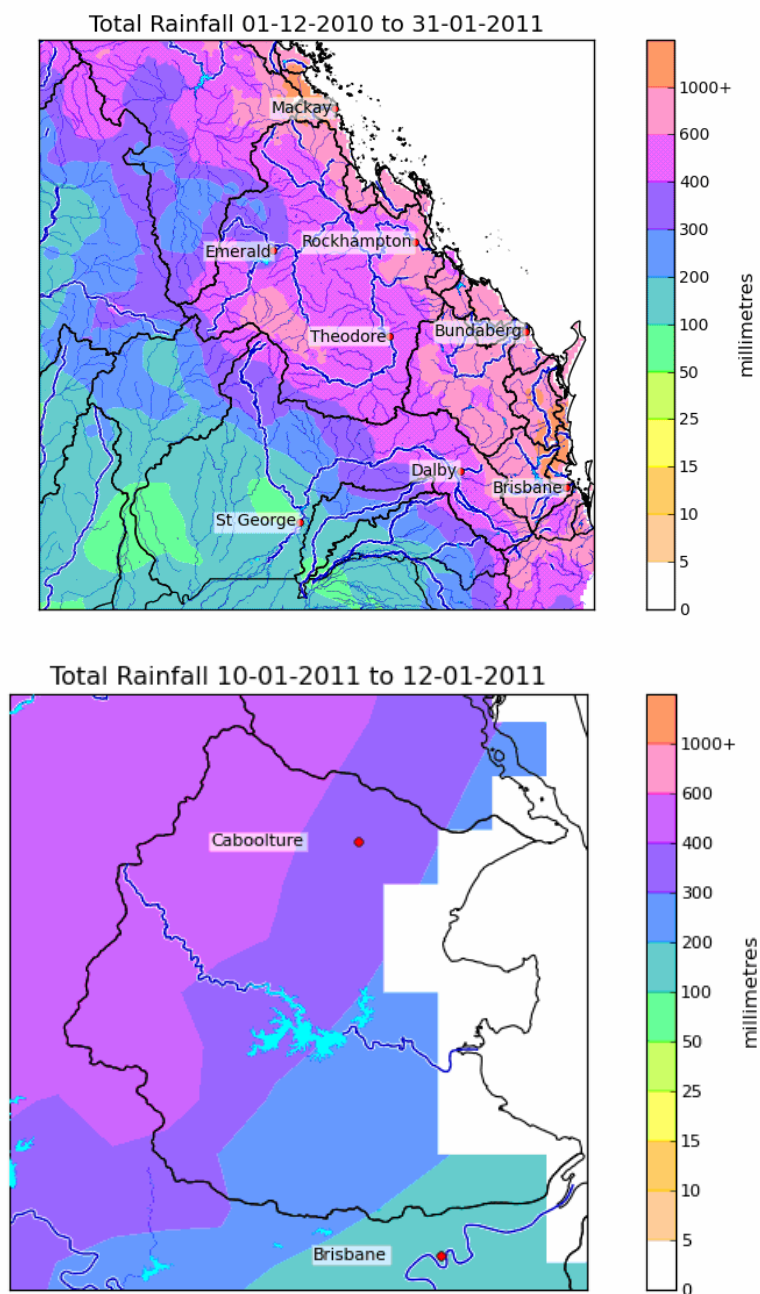 Total Rainfall 01-12-2010 to 31-01-2011
Mackay
Emerald
Rockhampton
Theodore
Bundaberg
Dalby
Brisbane
St George
1000+
600
400
300
200
100
50
25
15
10
5
0
millimetres
Total Rainfall 10-01-2011 to 12-01-2011
Caboolture
Brisbane
1000+
600
400
300
200
100
50
25
15
10
5
0
millimetres